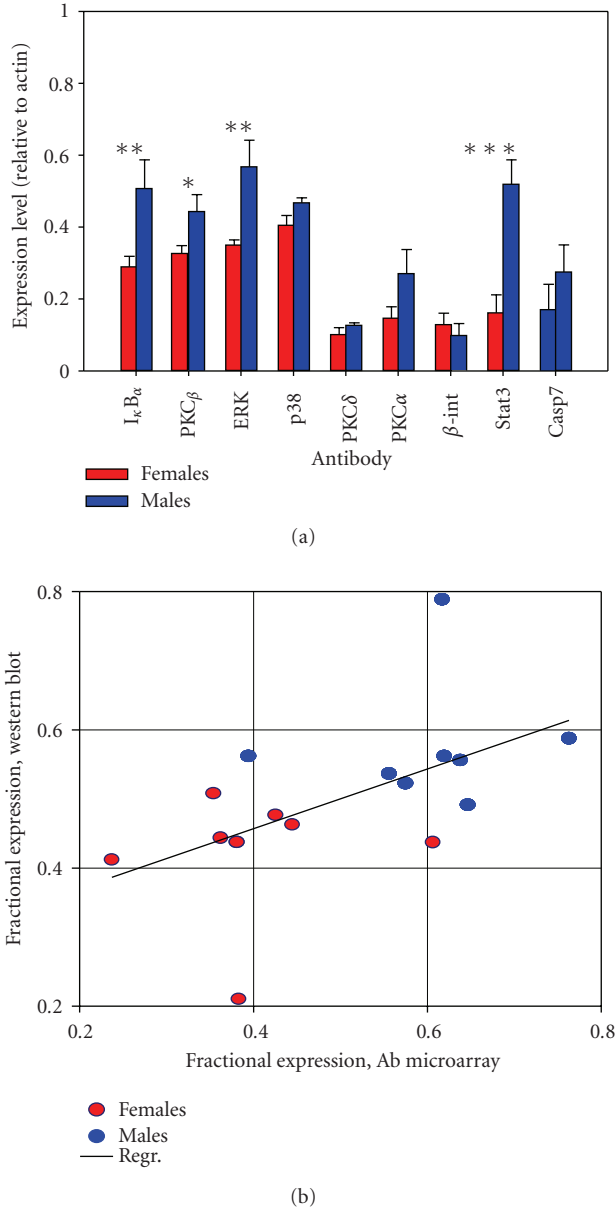 1
0.8
0.6
0.4
0.2
0
Expression level (relative to actin)
** * ** ***
IκBα PKCβ ERK p38 PKCδ PKCα β-int Stat3 Casp7
Antibody
Females
Males
(a)
0.8
0.6
0.4
0.2
Fractional expression, western blot
0.2 0.4 0.6 0.8
Fractional expression, Ab microarray
Females
Males
Regr.
(b)